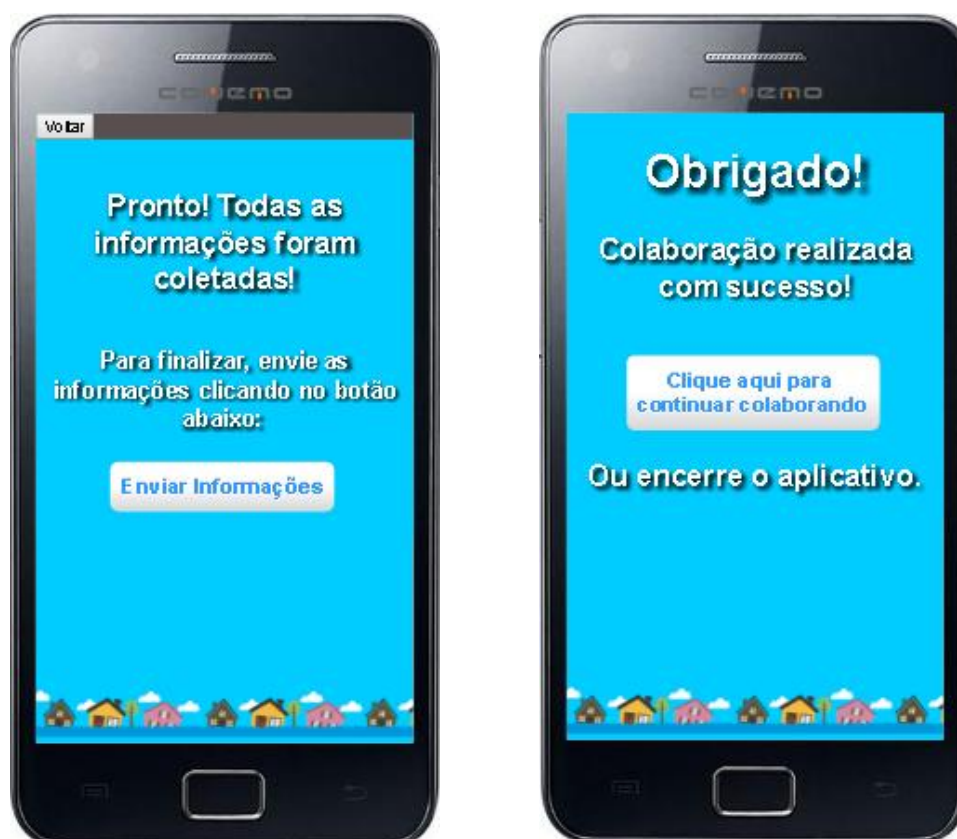 Voltar
Pronto! Todas as
informações foram
coletadas!
Para finalizar, envie as
informações clicando no botão
abaixo:
Enviar Informações
Obrigado!
Colaboração realizada
com sucesso!
Clique aqui para
continuar colaborando
Ou encerre o aplicativo.